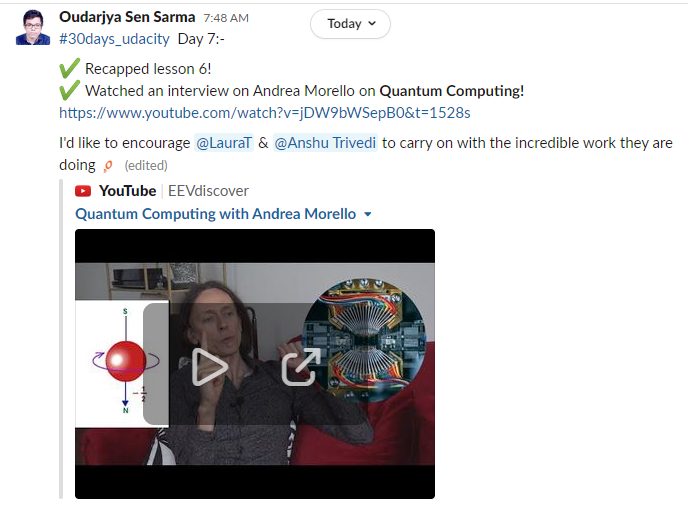 Oudarjya Sen Sarma 7:48 AM
Today
#30days_udacity Day 7:-
✔ Recapped lesson 6!
✔ Watched an interview on Andrea Morello on Quantum Computing!
https://www.youtube.com/watch?v=jDW9bWSepB0&t=1528s
I'd like to encourage @LauraT & @Anshu Trivedi to carry on with the incredible work they are
doing (edited)
YouTube | EEVdiscover
Quantum Computing with Andrea Morello
S
- 1/2
N